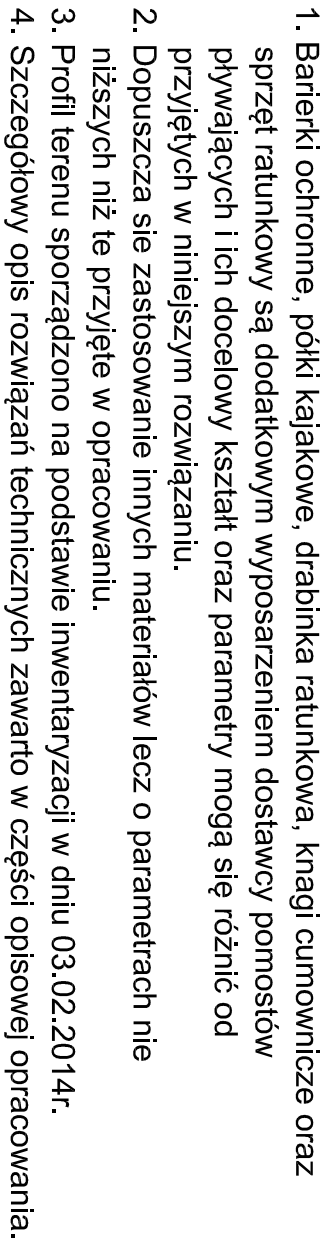 1. Barierki ochronne, półki kajakowe, drabinka ratunkowa, knagi cumownicze oraz
sprzęt ratunkowy są dodatkowym wyposarzeniem dostawcy pomostów
pływających i ich docelowy kształt oraz parametry mogą się różnić od
przyjętych w niniejszym rozwiązaniu.
2. Dopuszcza sie zastosowanie innych materiałów lecz o parametrach nie
niższych niż te przyjęte w opracowaniu.
3. Profil terenu sporządzono na podstawie inwentaryzacji w dniu 03.02.2014r.
4. Szczegółowy opis rozwiązań technicznych zawarto w części opisowej opracowania.